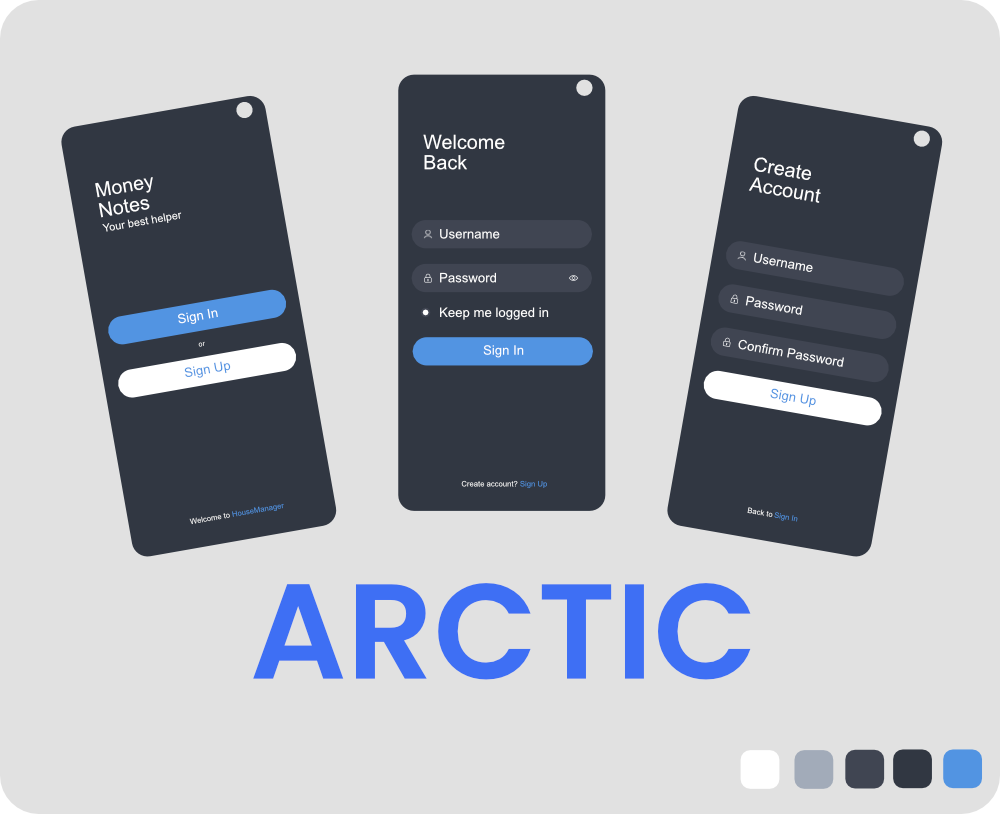 Money
Notes
Your best helper
Sign In
or
Sign Up
Welcome to HouseManager
Welcome
Back
Username
Password
Keep me logged in
Sign In
Create account? Sign Up
Create
Account
Username
Password
Confirm Password
Sign Up
Back to Sign In
ARCTIC